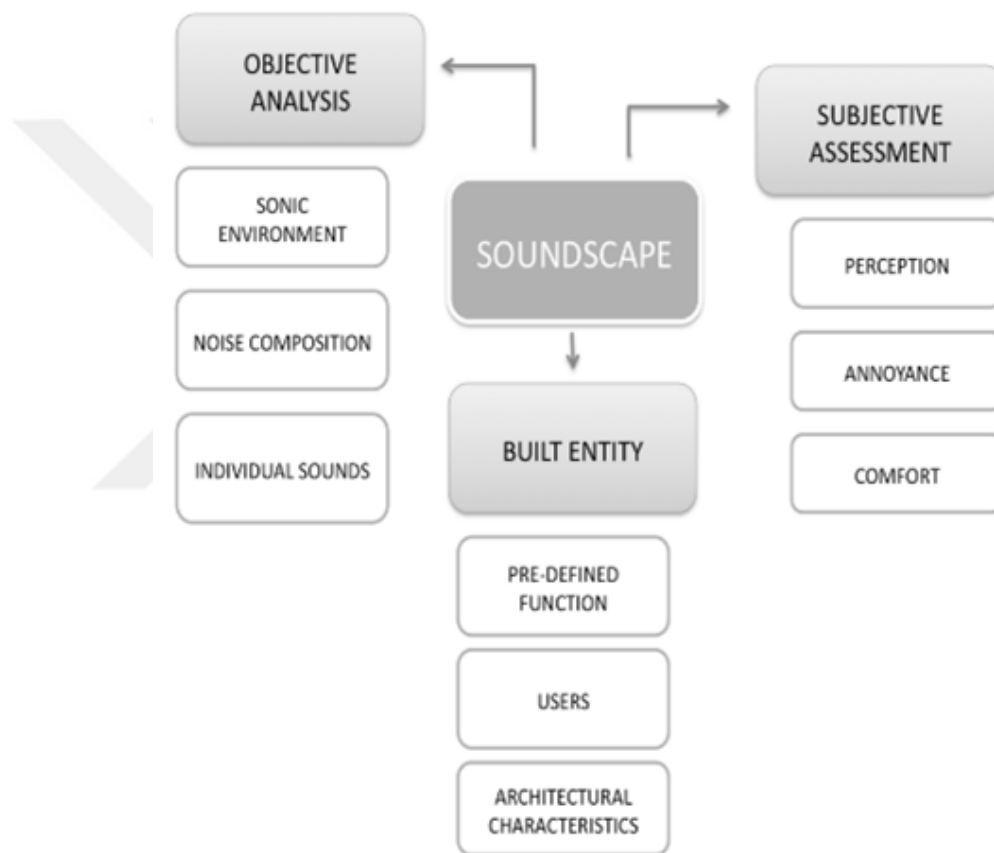 OBJECTIVE
ANALYSIS
SONIC
ENVIRONMENT
NOISE COMPOSITION
INDIVIDUAL SOUNDS
SOUNDSCAPE
BUILT ENTITY
PRE-DEFINED
FUNCTION
USERS
ARCHITECTURAL
CHARACTERISTICS
SUBJECTIVE
ASSESSMENT
PERCEPTION
ANNOYANCE
COMFORT